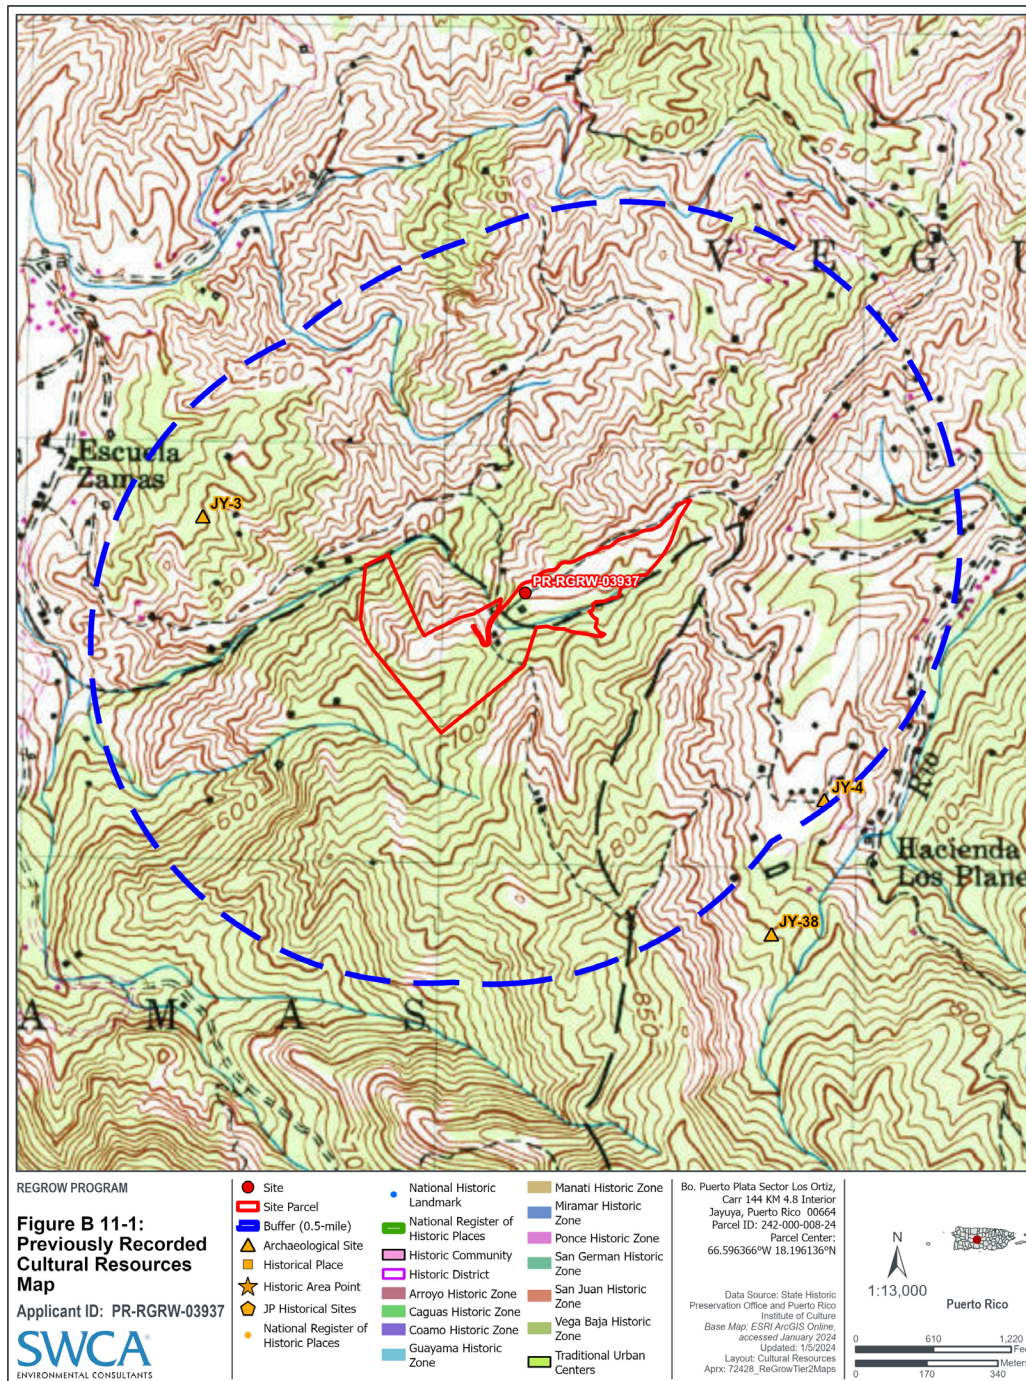 500
600
650
450
55
V E G U
800
500
Escuela
Zamas
700
JY-3
600
550
PR-RGRW-03937
700
600
800
JY-4
Rio
Hacienda
Los Plane
JY-38
850
800
A M A S
70
REGROW PROGRAM
Figure B 11-1:
Previously Recorded
Cultural Resources
Map
Applicant ID: PR-RGRW-03937
SWCA®
ENVIRONMENTAL CONSULTANTS
Site
Site Parcel
Buffer (0.5-mile)
Archaeological Site
Historical Place
Historic Area Point
JP Historical Sites
National Register of
Historic Places
National Historic
Landmark
National Register of
Historic Places
Historic Community
Historic District
Arroyo Historic Zone
Caguas Historic Zone
Coamo Historic Zone
Guayama Historic
Zone
Manati Historic Zone
Miramar Historic
Zone
Ponce Historic Zone
San German Historic
Zone
San Juan Historic
Zone
Vega Baja Historic
Zone
Traditional Urban
Centers
Bo. Puerto Plata Sector Los Ortiz,
Carr 144 KM 4.8 Interior
Jayuya, Puerto Rico 00664
Parcel ID: 242-000-008-24
Parcel Center:
66.596366°W 18.196136°N
Data Source: State Historic
Preservation Office and Puerto Rico
Institute of Culture
Base Map: ESRI ArcGIS Online,
accessed January 2024
Updated: 1/5/2024
Layout: Cultural Resources
Aprx: 72428_ReGrowTier2Maps
N
1:13,000
Puerto Rico
0 610 1,220
Fee
Meters
0 170 340